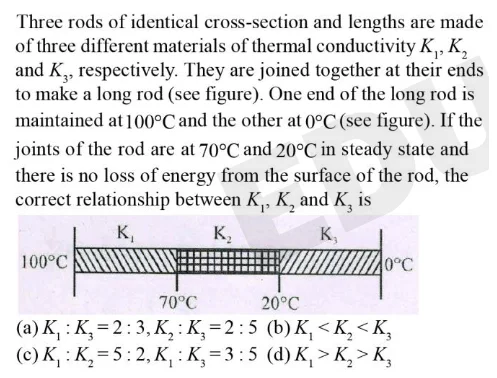 Three rods of identical cross-section and lengths are made
of three different materials of thermal conductivity K₁, K₂
and K₃, respectively. They are joined together at their ends
to make a long rod (see figure). One end of the long rod is
maintained at 100°C and the other at 0°C (see figure). If the
joints of the rod are at 70°C and 20°C in steady state and
there is no loss of energy from the surface of the rod, the
correct relationship between K₁, K₂ and K₃ is
K₁ K₂ K₃
100°C 0°C
70°C 20°C
(a) K₁ : K₃ = 2 : 3, K₂ : K₃ = 2 : 5 (b) K₁ < K₂ < K₃
(c) K₁ : K₂ = 5 : 2, K₁ : K₃ = 3 : 5 (d) K₁ > K₂ > K₃
EDU